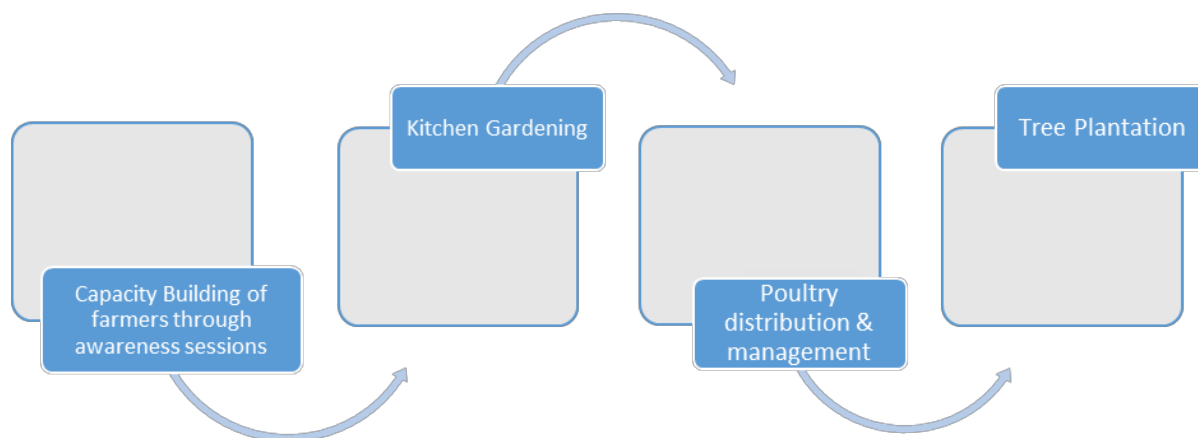 Capacity Building of
farmers through
awareness sessions
Kitchen Gardening
Poultry
distribution &
management
Tree Plantation